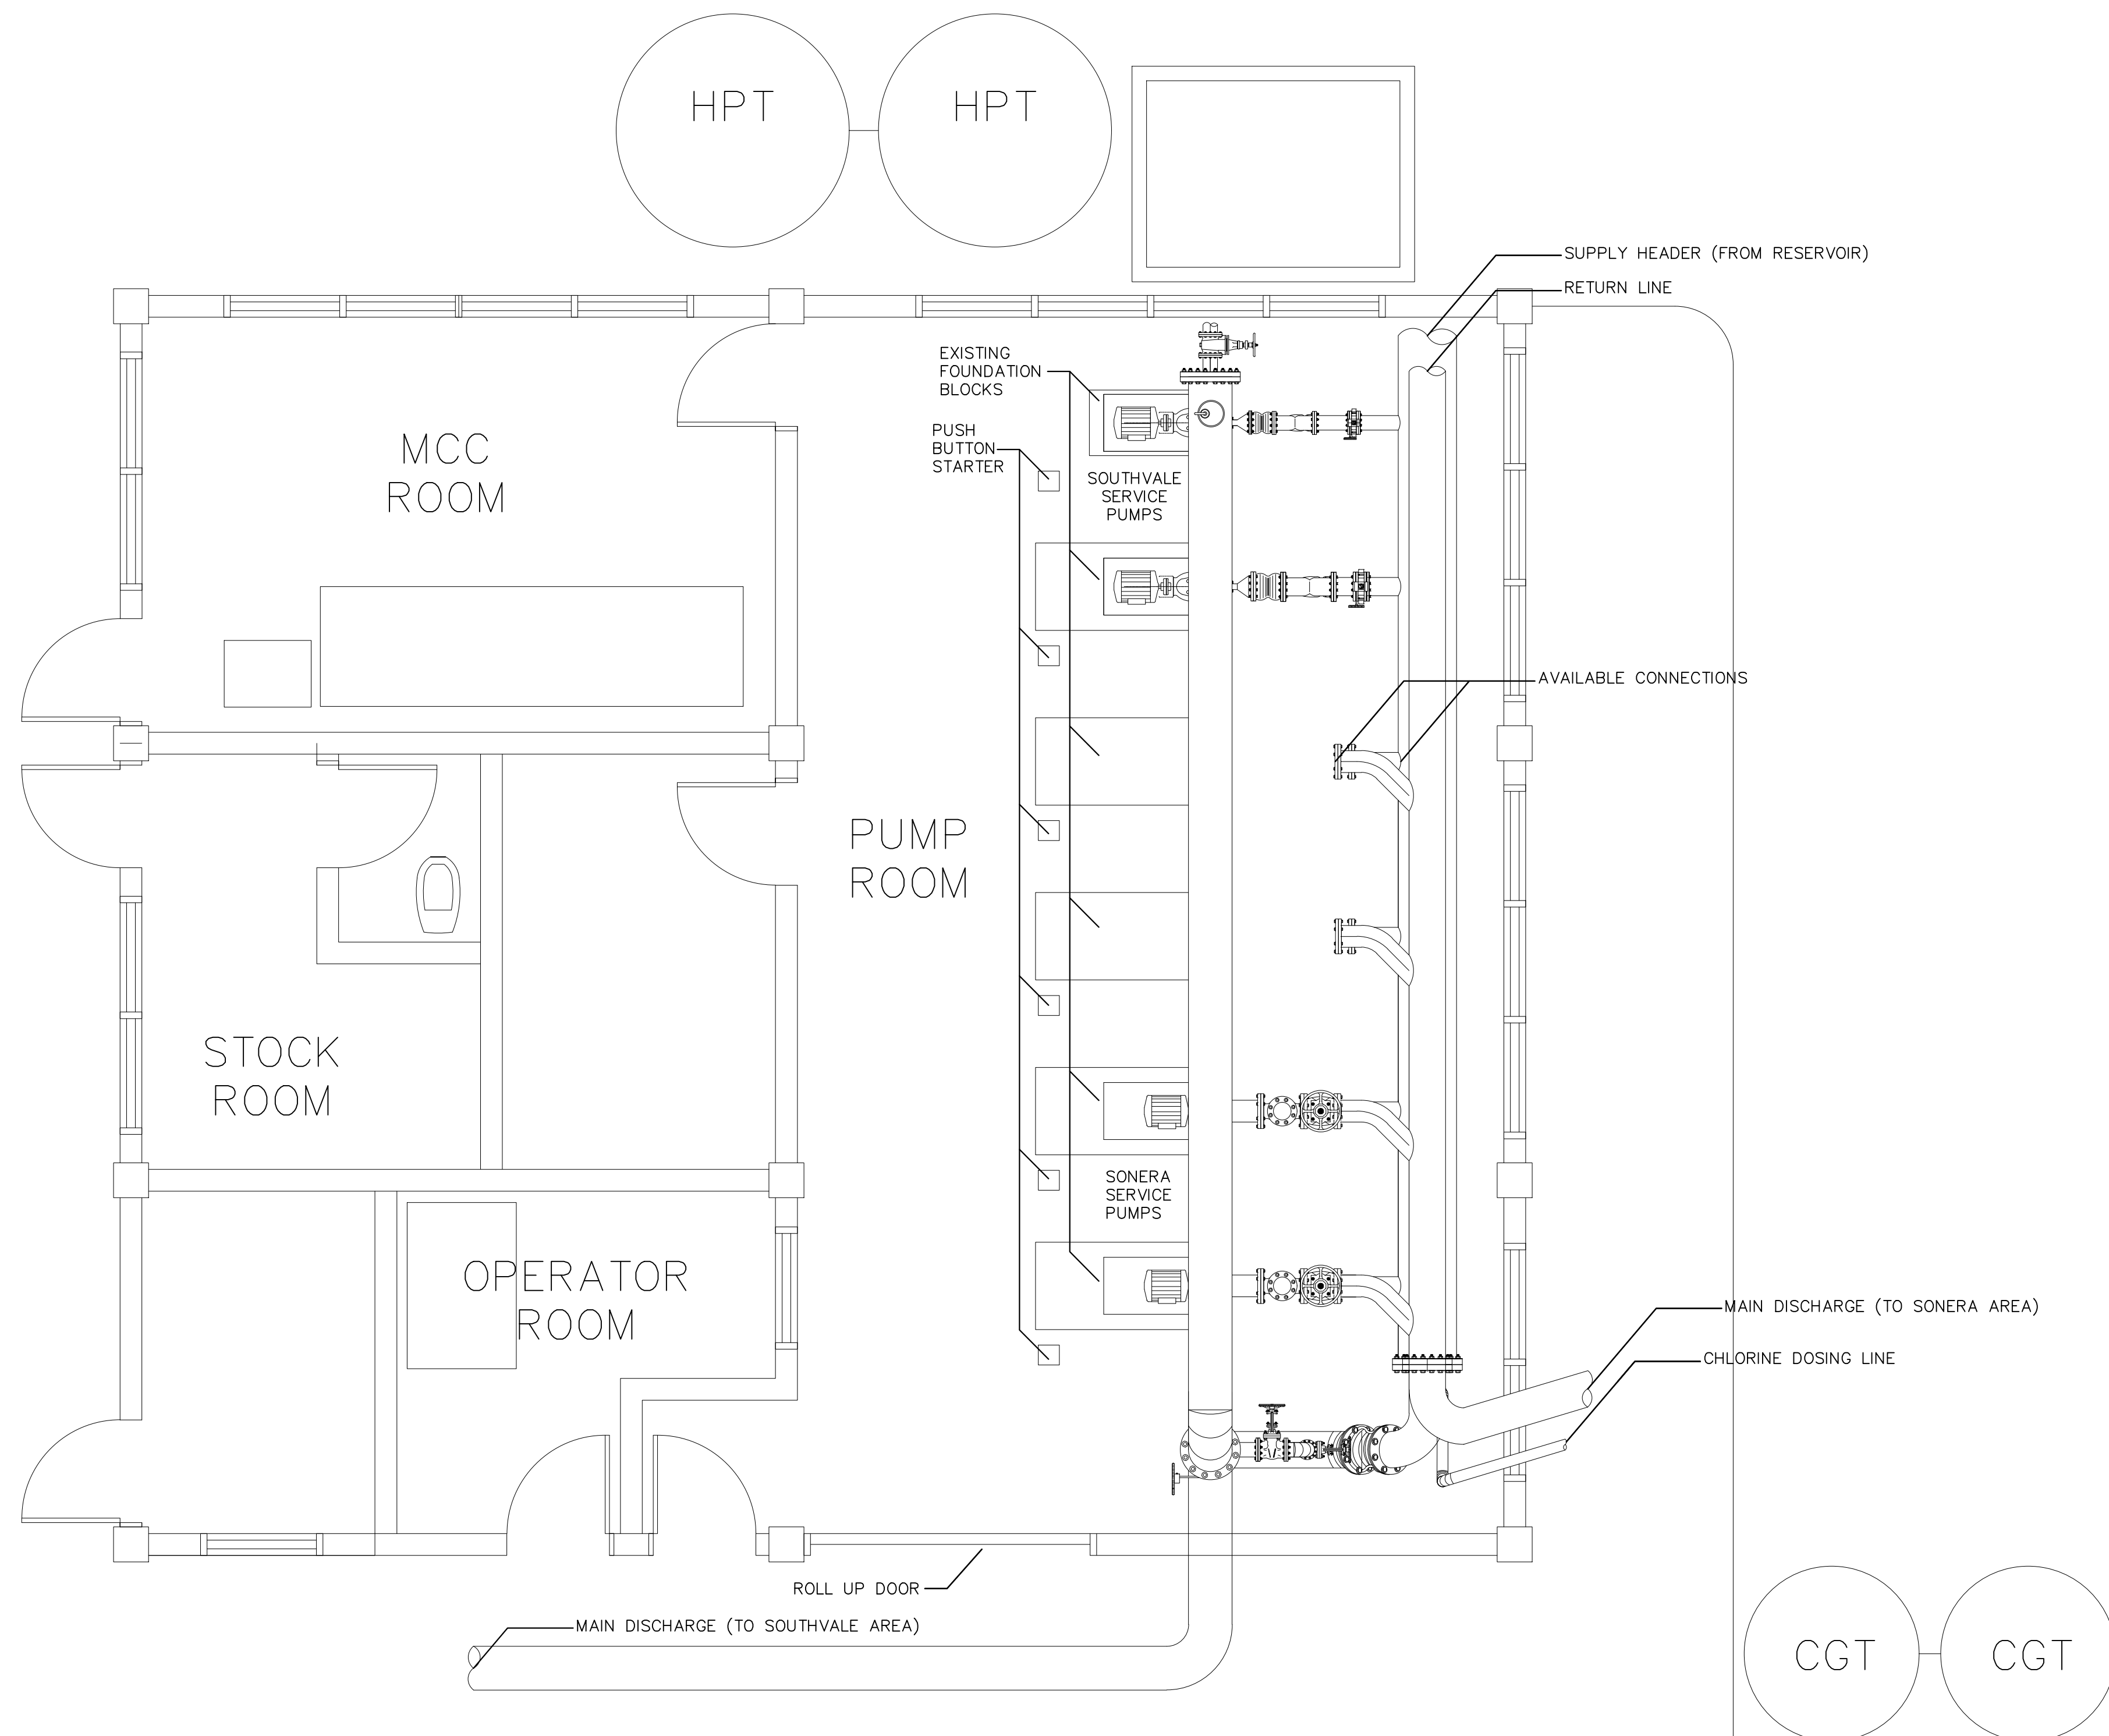 HPT
HPT
SUPPLY HEADER (FROM RESERVOIR)
RETURN LINE
EXISTING
FOUNDATION
BLOCKS
PUSH
BUTTON
STARTER
MCC
ROOM
SOUTHVALE
SERVICE
PUMPS
AVAILABLE CONNECTIONS
PUMP
ROOM
STOCK
ROOM
SONERA
SERVICE
PUMPS
OPERATOR
ROOM
MAIN DISCHARGE (TO SONERA AREA)
CHLORINE DOSING LINE
ROLL UP DOOR
MAIN DISCHARGE (TO SOUTHVALE AREA)
CGT
CGT